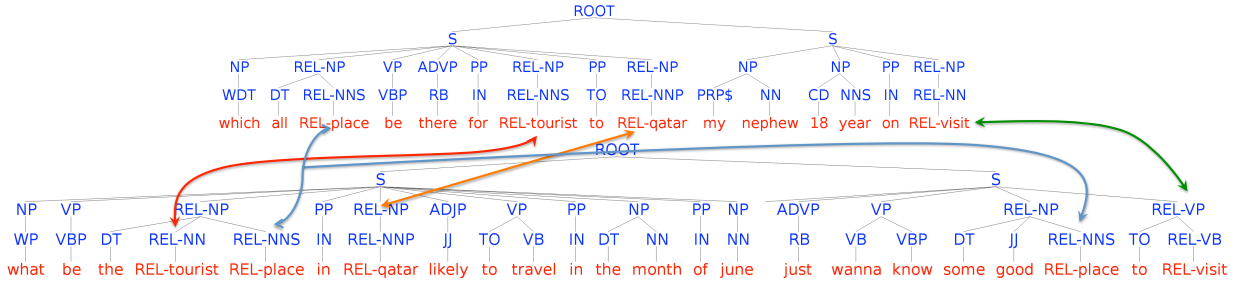 ROOT
S S
NP REL-NP VP ADVP PP REL-NP PP REL-NP NP NP PP REL-NP
WDT DT REL-NNS VBP RB IN REL-NNS TO REL-NNP PRP$ NN CD NNS IN REL-NN
which all REL-place be there for REL-tourist to REL-qatar my nephew 18 year on REL-visit
ROOT
S S
NP VP REL-NP PP REL-NP ADJP VP PP NP PP NP ADVP VP REL-NP REL-VP
WP VBP DT REL-NN REL-NNS IN REL-NNP JJ TO VB IN DT NN IN NN RB VB VBP DT JJ REL-NNS TO REL-VB
what be the REL-tourist REL-place in REL-qatar likely to travel in the month of june just wanna know some good REL-place to REL-visit